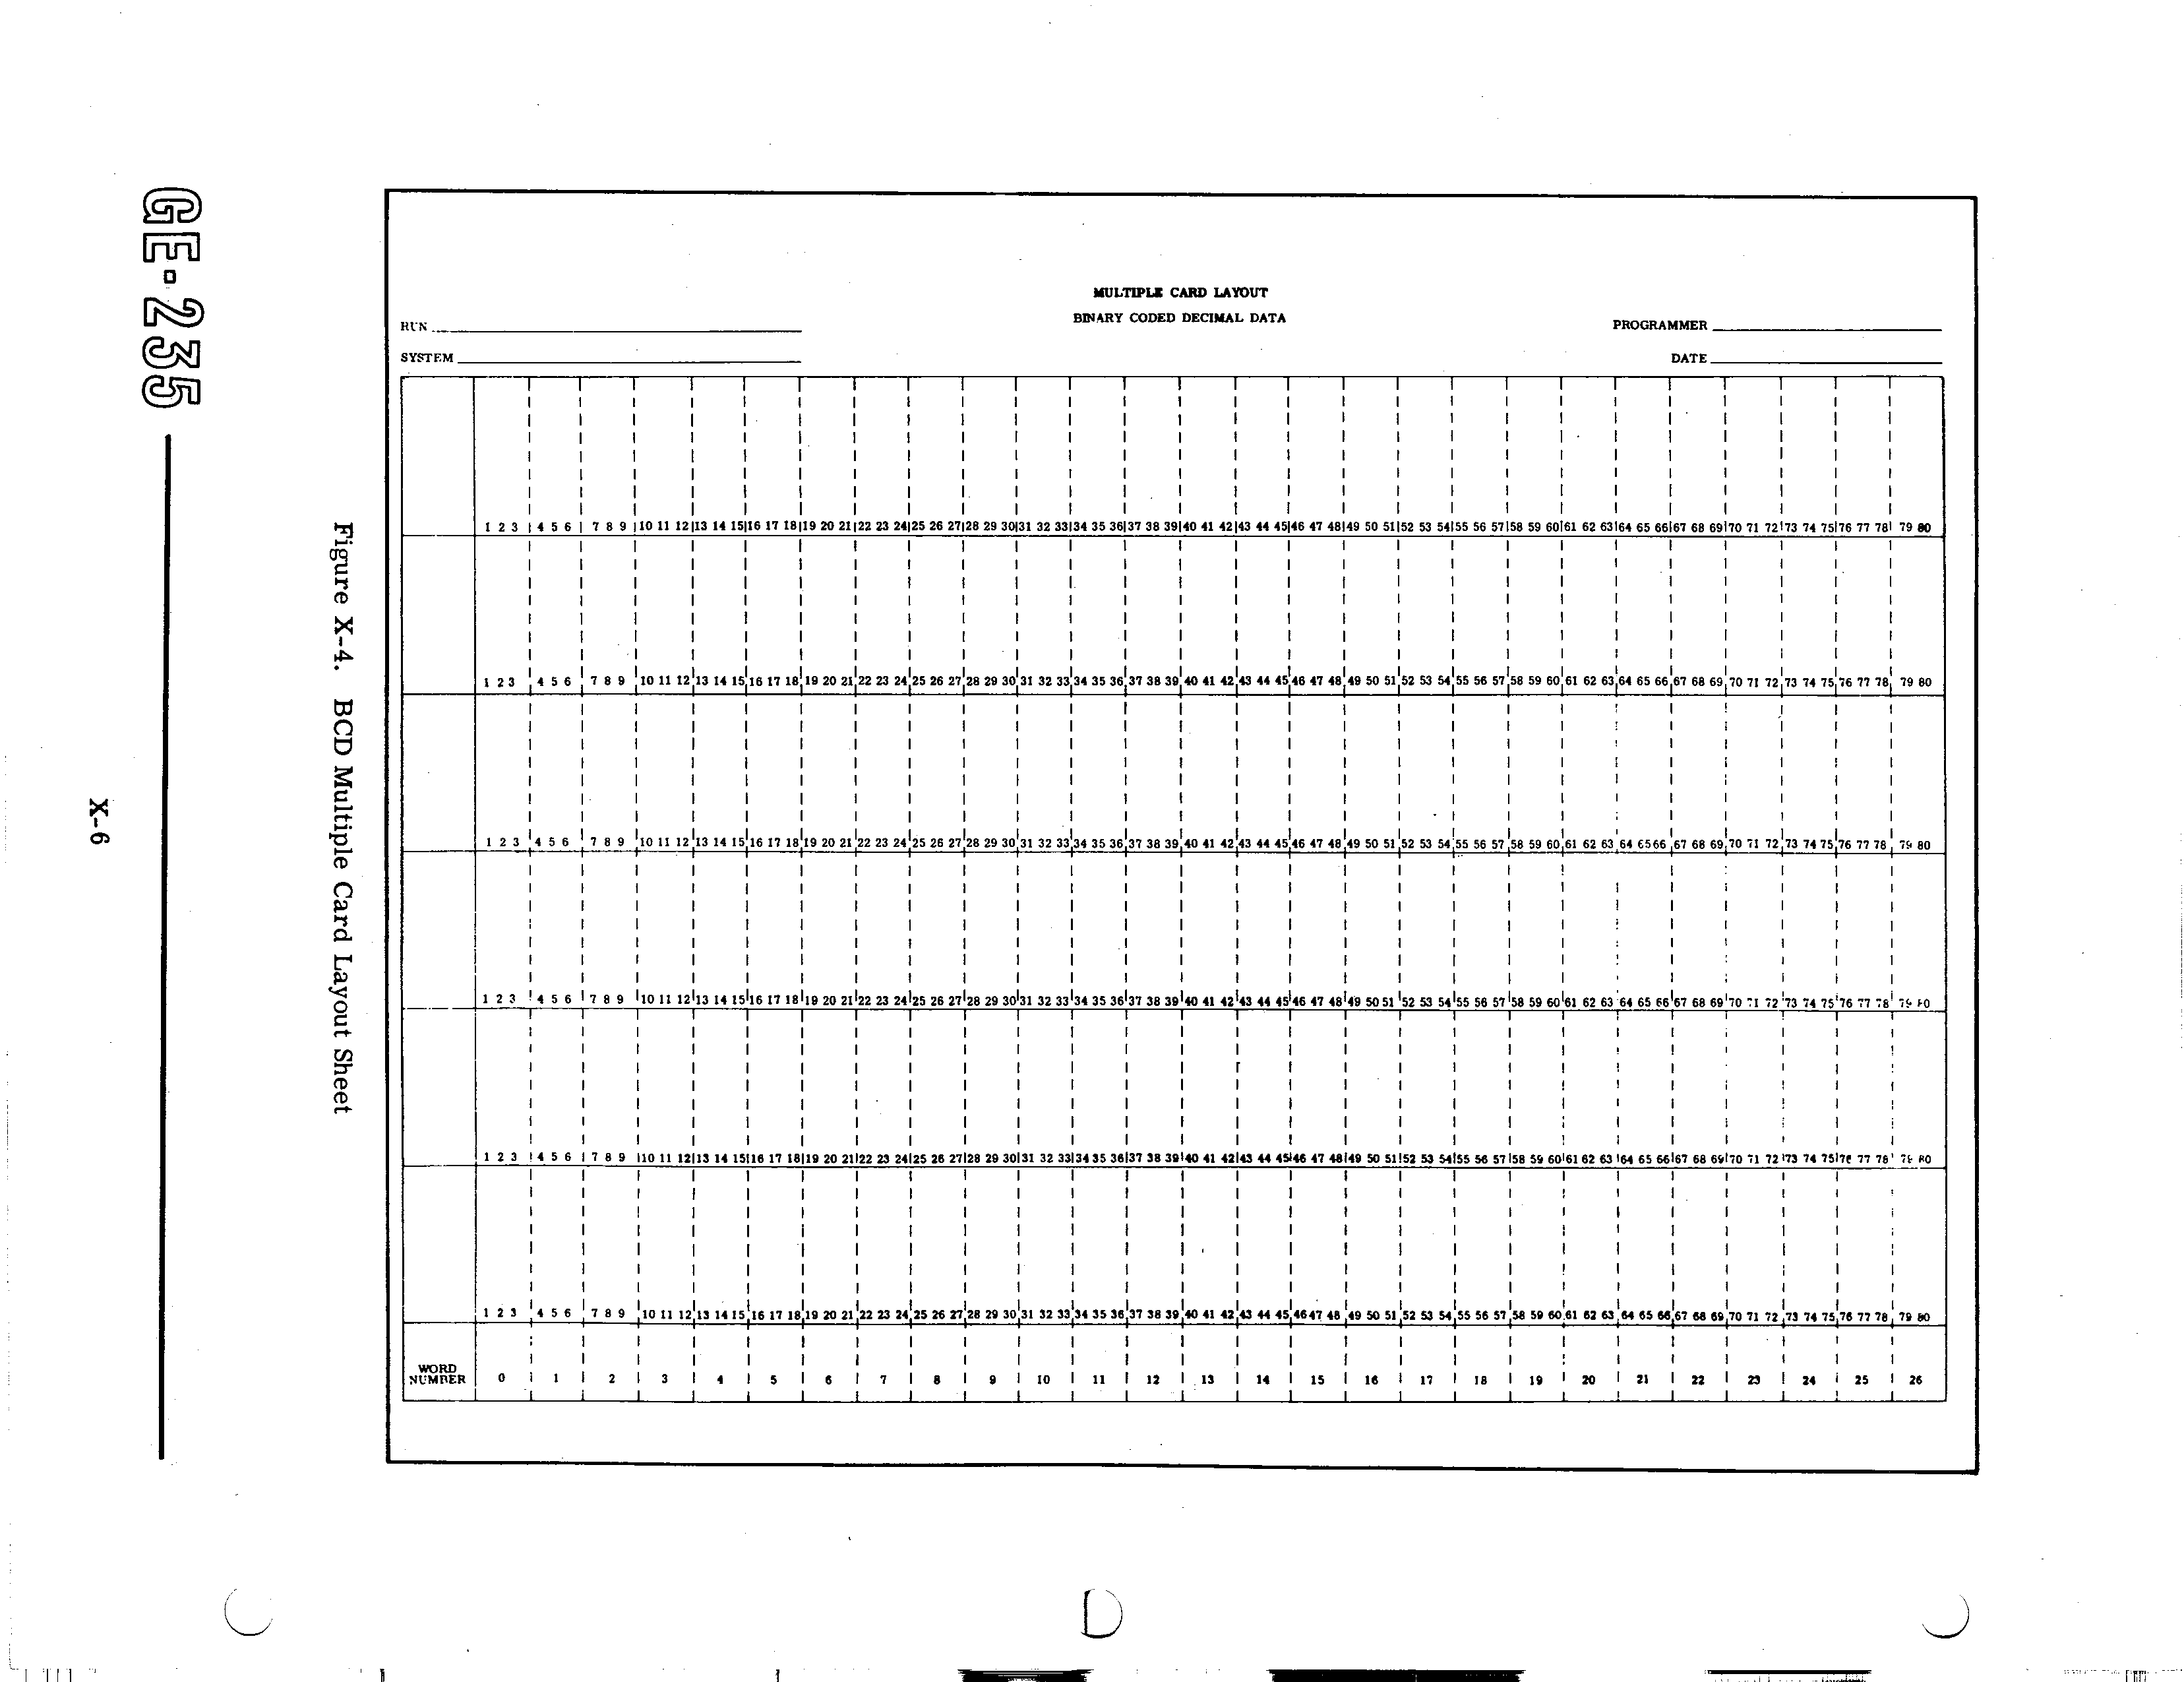 GE-235
MULTIPLE CARD LAYOUT
BINARY CODED DECIMAL DATA
RUN
PROGRAMMER
SYSTEM
DATE
1 2 3 4 5 6 7 8 9 10 11 12 13 14 15 16 17 18 19 20 21 22 23 24 25 26 27 28 29 30 31 32 33 34 35 36 37 38 39 40 41 42 43 44 45 46 47 48 49 50 51 52 53 54 55 56 57 58 59 60 61 62 63 64 65 66 67 68 69 70 71 72 73 74 75 76 77 78 79 80
1 2 3 4 5 6 7 8 9 10 11 12 13 14 15 16 17 18 19 20 21 22 23 24 25 26 27 28 29 30 31 32 33 34 35 36 37 38 39 40 41 42 43 44 45 46 47 48 49 50 51 52 53 54 55 56 57 58 59 60 61 62 63 64 65 66 67 68 69 70 71 72 73 74 75 76 77 78 79 80
1 2 3 4 5 6 7 8 9 10 11 12 13 14 15 16 17 18 19 20 21 22 23 24 25 26 27 28 29 30 31 32 33 34 35 36 37 38 39 40 41 42 43 44 45 46 47 48 49 50 51 52 53 54 55 56 57 58 59 60 61 62 63 64 65 66 67 68 69 70 71 72 73 74 75 76 77 78 79 80
1 2 3 4 5 6 7 8 9 10 11 12 13 14 15 16 17 18 19 20 21 22 23 24 25 26 27 28 29 30 31 32 33 34 35 36 37 38 39 40 41 42 43 44 45 46 47 48 49 50 51 52 53 54 55 56 57 58 59 60 61 62 63 64 65 66 67 68 69 70 71 72 73 74 75 76 77 78 79 80
1 2 3 4 5 6 7 8 9 10 11 12 13 14 15 16 17 18 19 20 21 22 23 24 25 26 27 28 29 30 31 32 33 34 35 36 37 38 39 40 41 42 43 44 45 46 47 48 49 50 51 52 53 54 55 56 57 58 59 60 61 62 63 64 65 66 67 68 69 70 71 72 73 74 75 76 77 78 79 80
1 2 3 4 5 6 7 8 9 10 11 12 13 14 15 16 17 18 19 20 21 22 23 24 25 26 27 28 29 30 31 32 33 34 35 36 37 38 39 40 41 42 43 44 45 46 47 48 49 50 51 52 53 54 55 56 57 58 59 60 61 62 63 64 65 66 67 68 69 70 71 72 73 74 75 76 77 78 79 80
WORD
NUMBER 0 1 2 3 4 5 6 7 8 9 10 11 12 13 14 15 16 17 18 19 20 21 22 23 24 25 26
Figure X-4. BCD Multiple Card Layout Sheet
X-6